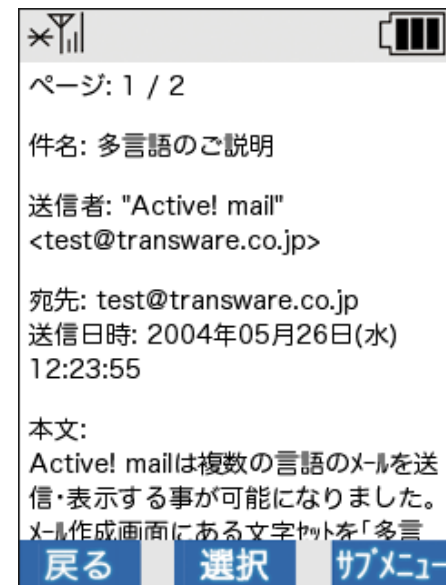 ページ: 1 / 2
件名: 多言語のご説明
送信者: "Active! mail"
<test@transware.co.jp>
宛先: test@transware.co.jp
送信日時: 2004年05月26日(水)
12:23:55
本文:
Active! mailは複数の言語のﾒｰﾙを送
信･表示する事が可能になりました。
ﾒｰﾙ作成画面にある文字ｾｯﾄを「多言
戻る 選択 ｻﾌﾞﾒﾆｭｰ